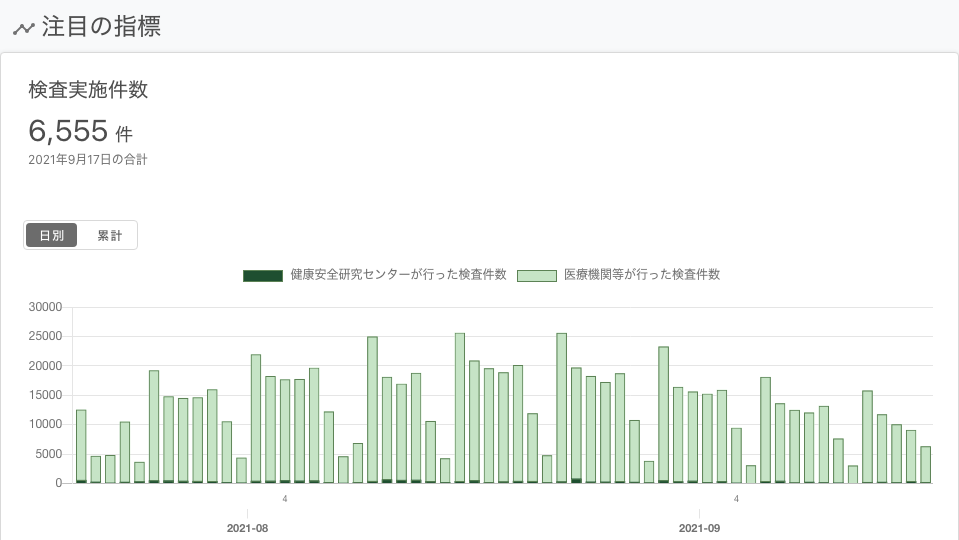 注目の指標
検査実施件数
6,555 件
2021年9月17日の合計
日別 累計
健康安全研究センターが行った検査件数 医療機関等が行った検査件数
30000
25000
20000
15000
10000
5000
0
4 4
2021-08 2021-09